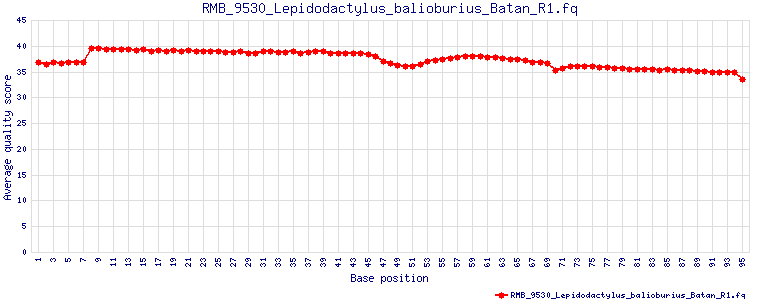 RMB_9530_Lepidodactylus_balioburius_Batan_R1.fq
45
40
35
30
25
20
15
10
5
0
Average quality score
1 3 5 7 9 11 13 15 17 19 21 23 25 27 29 31 33 35 37 39 41 43 45 47 49 51 53 55 57 59 61 63 65 67 69 71 73 75 77 79 81 83 85 87 89 91 93 95
Base position
RMB_9530_Lepidodactylus_balioburius_Batan_R1.fq